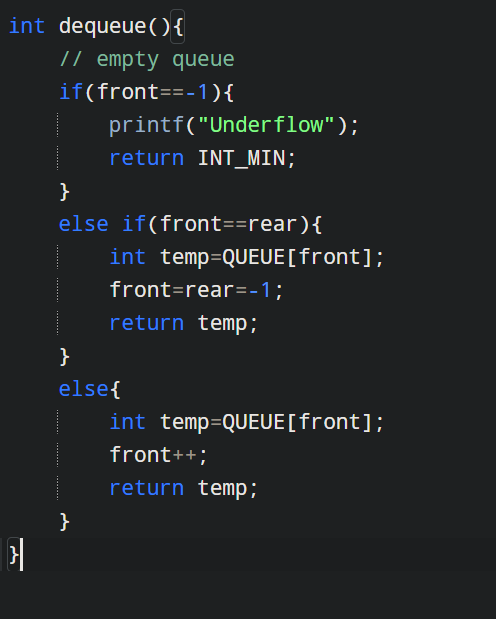 int dequeue(){
    // empty queue
    if(front==-1){
        printf("Underflow");
        return INT_MIN;
    }
    else if(front==rear){
        int temp=QUEUE[front];
        front=rear=-1;
        return temp;
    }
    else{
        int temp=QUEUE[front];
        front++;
        return temp;
    }
}